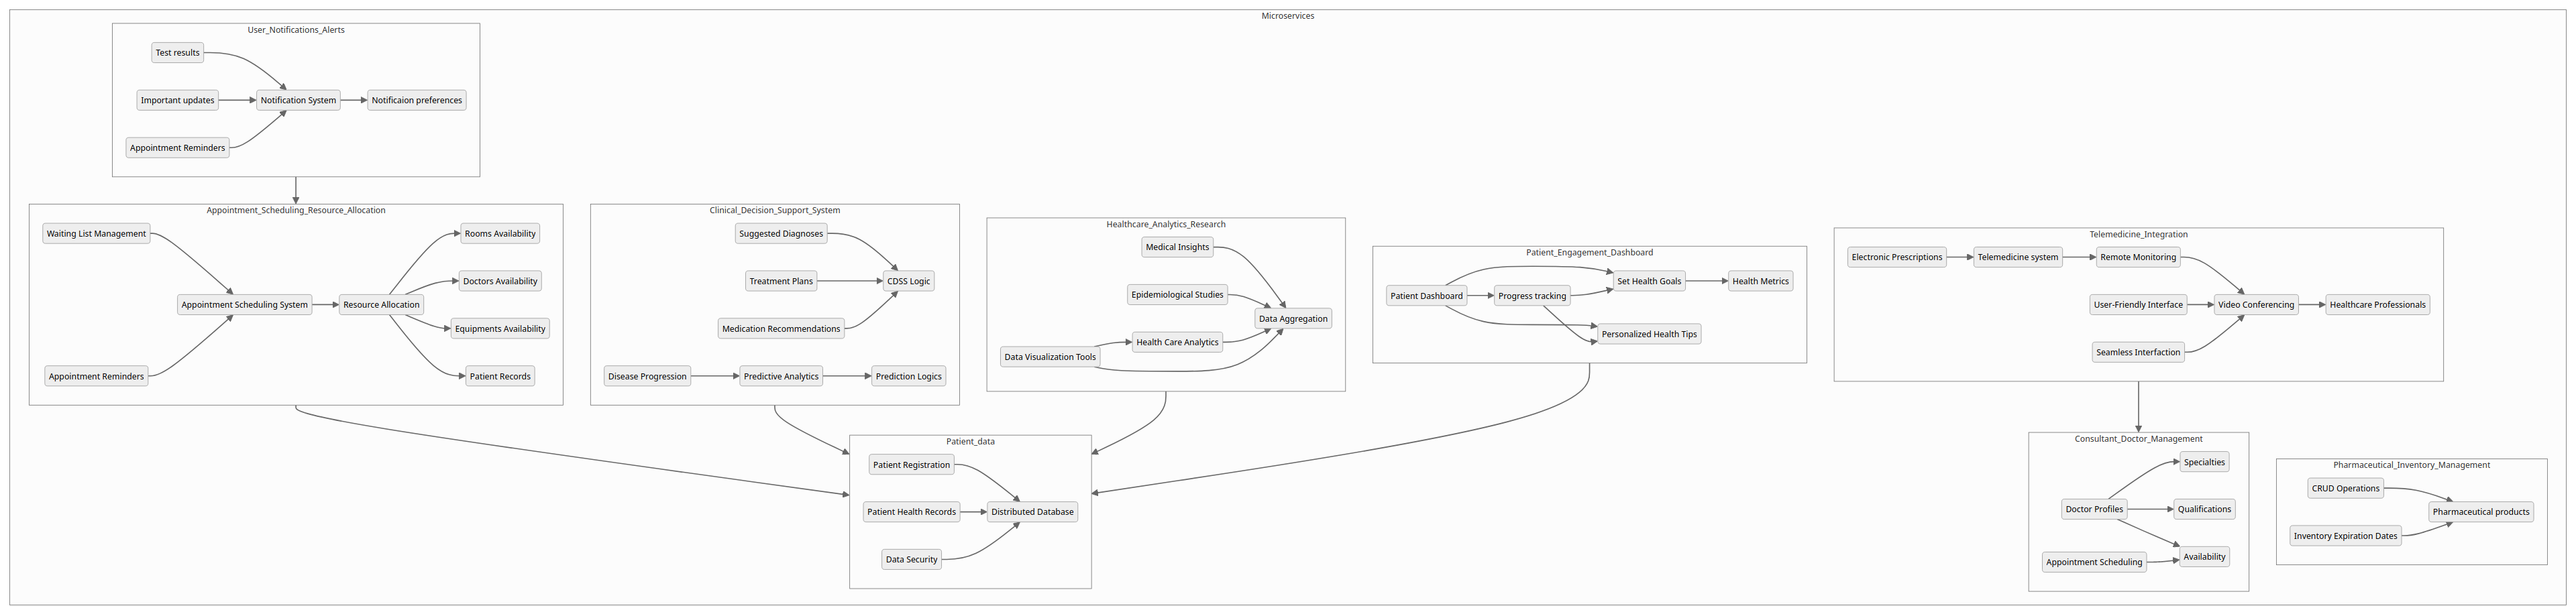 Microservices
User_Notifications_Alerts
Test results
Important updates
Notification System
Notificaion preferences
Appointment Reminders
Appointment_Scheduling_Resource_Allocation
Waiting List Management
Rooms Availability
Doctors Availability
Appointment Scheduling System
Resource Allocation
Equipments Availability
Appointment Reminders
Patient Records
Clinical_Decision_Support_System
Suggested Diagnoses
Treatment Plans
CDSS Logic
Medication Recommendations
Disease Progression
Predictive Analytics
Prediction Logics
Healthcare_Analytics_Research
Medical Insights
Epidemiological Studies
Data Aggregation
Health Care Analytics
Data Visualization Tools
Patient_Engagement_Dashboard
Patient Dashboard
Progress tracking
Set Health Goals
Health Metrics
Personalized Health Tips
Telemedicine_Integration
Electronic Prescriptions
Telemedicine system
Remote Monitoring
User-Friendly Interface
Video Conferencing
Healthcare Professionals
Seamless Interfaction
Patient_data
Patient Registration
Patient Health Records
Distributed Database
Data Security
Consultant_Doctor_Management
Specialties
Doctor Profiles
Qualifications
Appointment Scheduling
Availability
Pharmaceutical_Inventory_Management
CRUD Operations
Pharmaceutical products
Inventory Expiration Dates